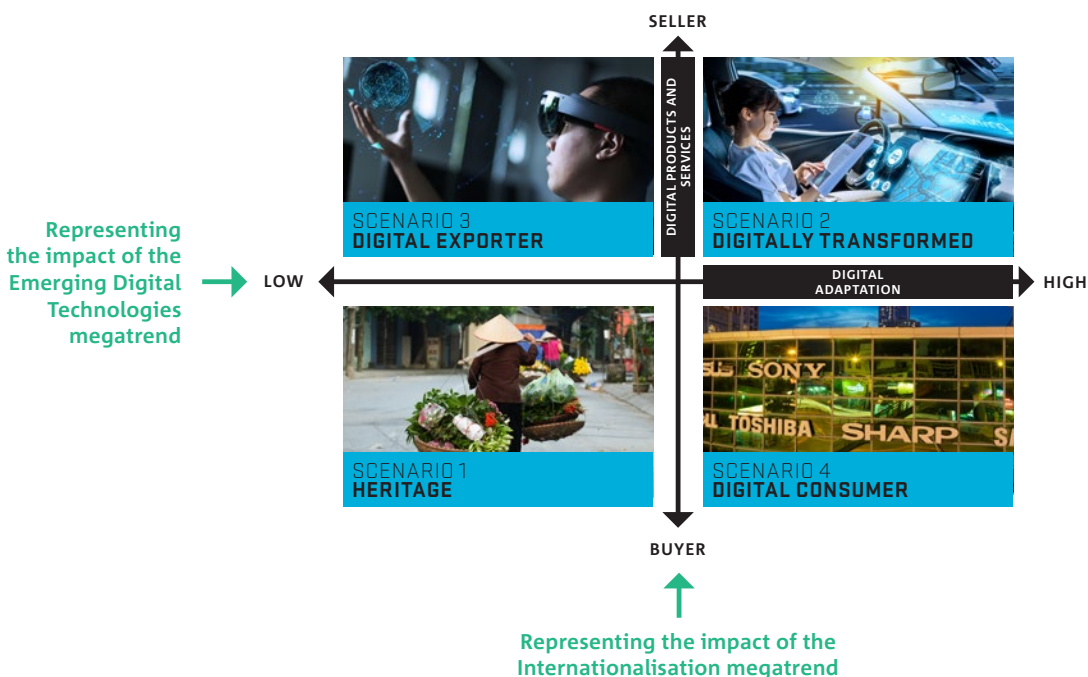 SELLER
DIGITAL PRODUCTS AND
SERVICES
SCENARIO 3
DIGITAL EXPORTER
SCENARIO 2
DIGITALLY TRANSFORMED
Representing
the impact of the
Emerging Digital
Technologies
megatrend
LOW
DIGITAL
ADAPTATION
HIGH
SONY
TOSHIBA
SHARP
SCENARIO 1
HERITAGE
SCENARIO 4
DIGITAL CONSUMER
BUYER
Representing the impact of the
Internationalisation megatrend